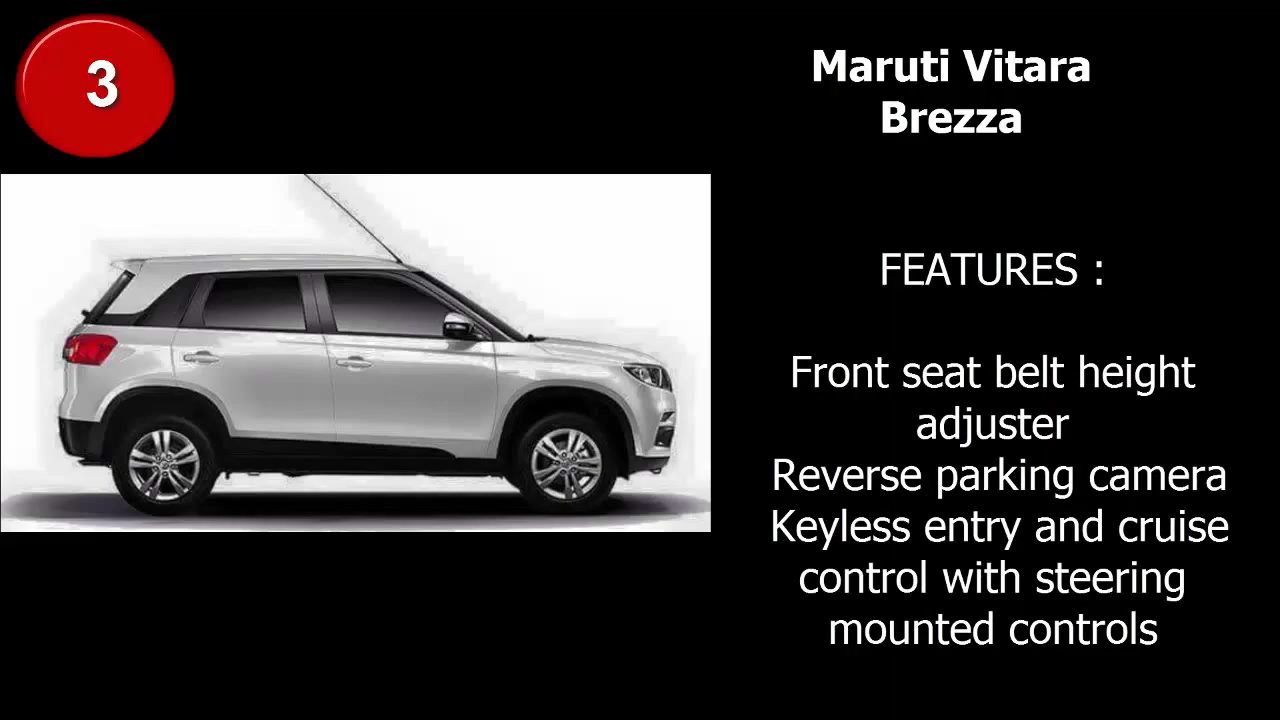 3
Maruti Vitara
Brezza
FEATURES :
Front seat belt height
adjuster
Reverse parking camera
Keyless entry and cruise
control with steering
mounted controls